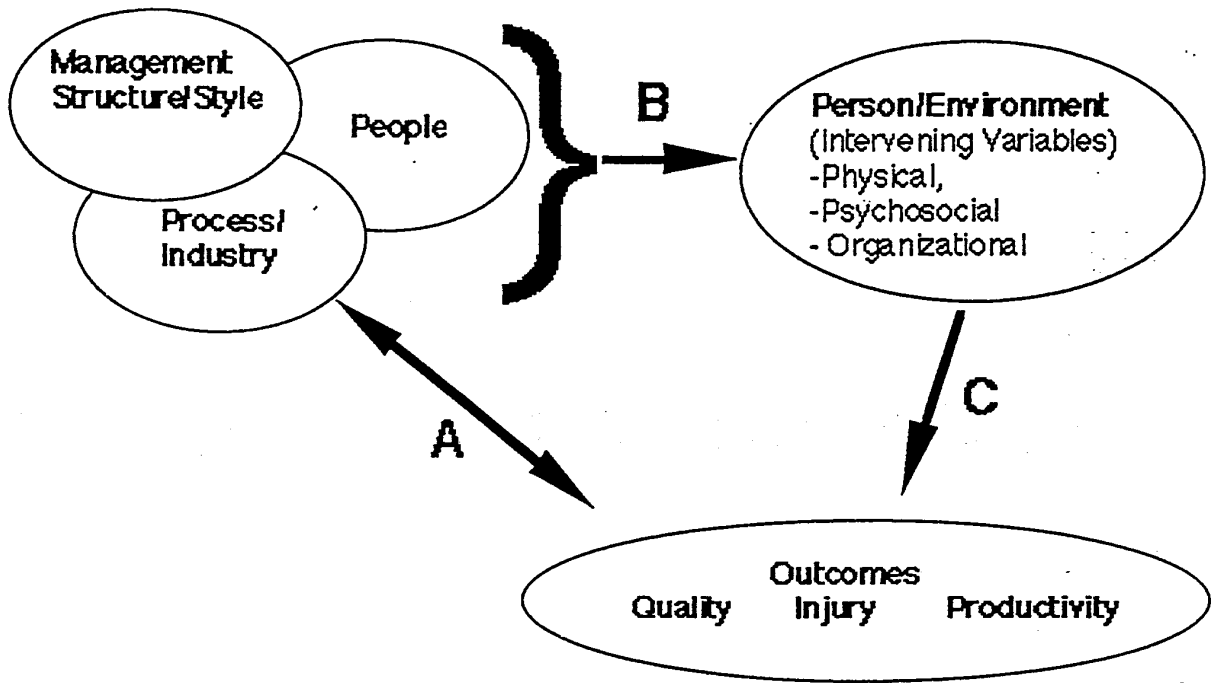 Management
Structure/Style
People
Process/
Industry
B
Person/Environment
(Intervening Variables)
-Physical,
-Psychosocial
- Organizational
A
C
Outcomes
Quality Injury Productivity